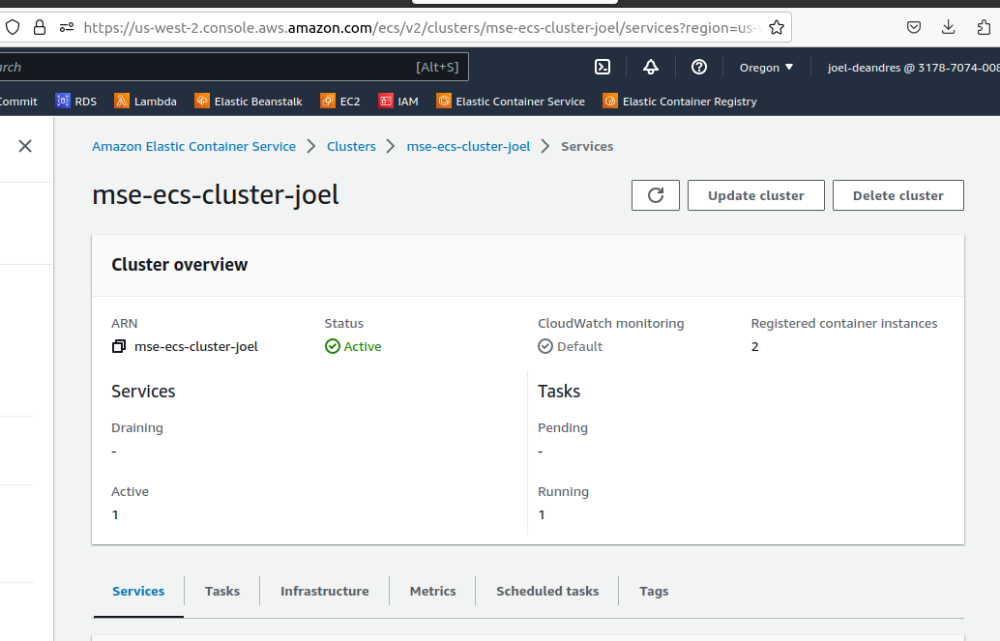 https://us-west-2.console.aws.amazon.com/ecs/v2/clusters/mse-ecs-cluster-joel/services?region=us-
[Alt+S]
Oregon
joel-deandres @ 3178-7074-008
RDS
Lambda
Elastic Beanstalk
EC2
IAM
Elastic Container Service
Elastic Container Registry
Amazon Elastic Container Service
Clusters
mse-ecs-cluster-joel
Services
mse-ecs-cluster-joel
Update cluster
Delete cluster
Cluster overview
ARN
mse-ecs-cluster-joel
Status
Active
CloudWatch monitoring
Default
Registered container instances
2
Services
Draining
-
Active
1
Tasks
Pending
-
Running
1
Services
Tasks
Infrastructure
Metrics
Scheduled tasks
Tags